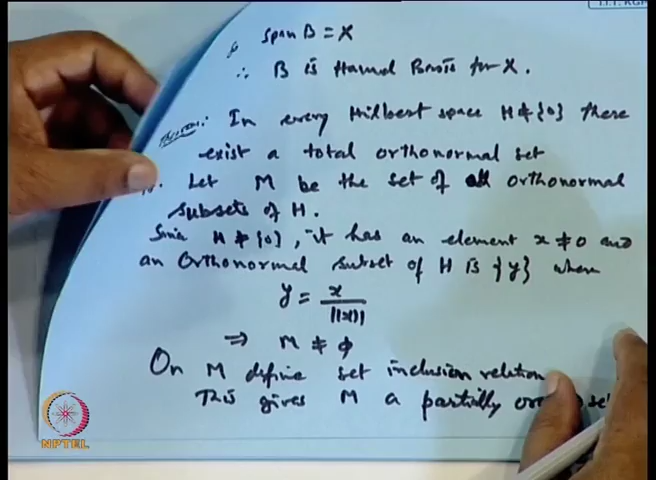 I.I.T. KGP
& span B = X
∴ B is Hamel Basis for X.
Theorem: In every Hilbert space H ≠ {0} there
exist a total orthonormal set
Let M be the set of all orthonormal
subsets of H.
Since H ≠ {0}, it has an element x ≠ 0 and
an Orthonormal subset of H is {y} where
y = x / ||x||
⇒ M ≠ φ
On M define set inclusion relation
This gives M a partially
NPTEL